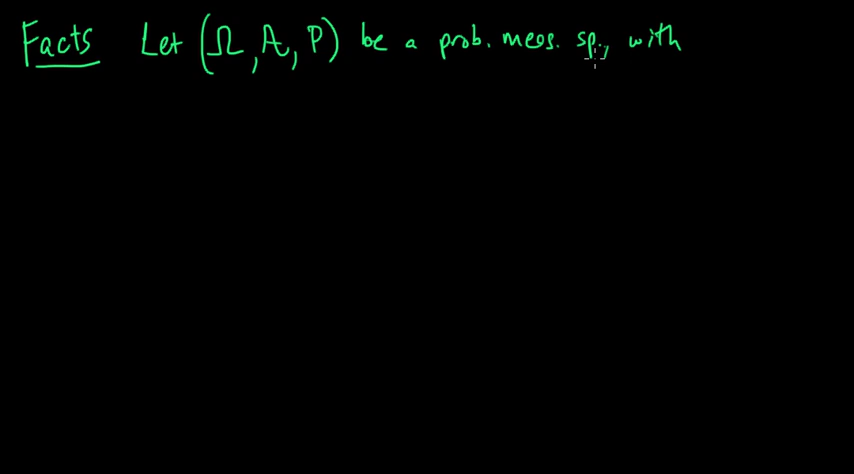 Facts Let (Ω, A, P) be a prob. meas. sp., with